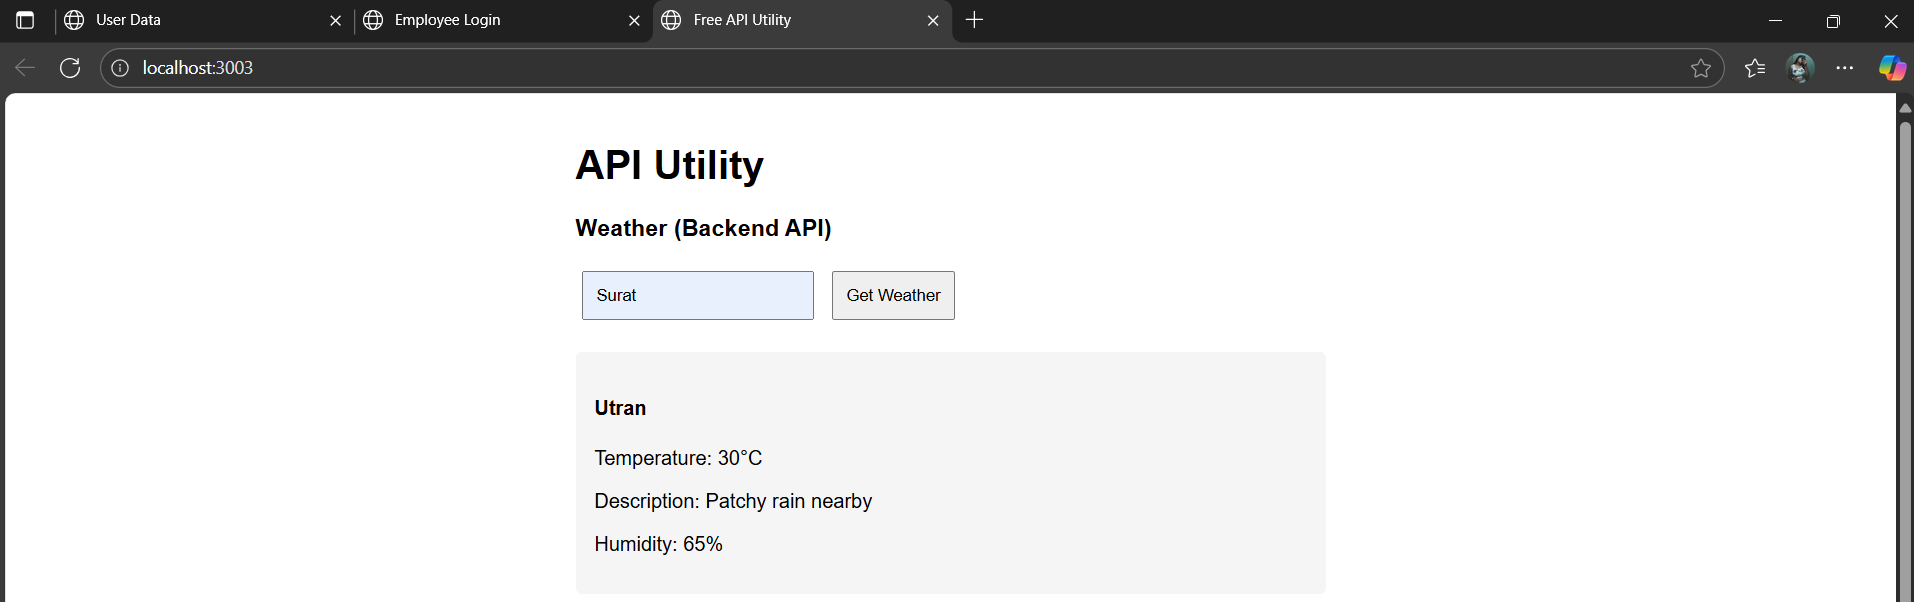 User Data
Employee Login
Free API Utility
localhost:3003
API Utility
Weather (Backend API)
Surat
Get Weather
Utran
Temperature: 30°C
Description: Patchy rain nearby
Humidity: 65%